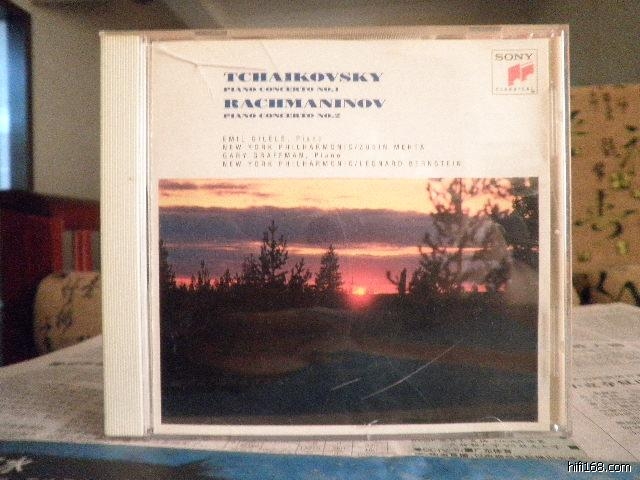 TCHAIKOVSKY
PIANO CONCERTO NO.1
RACHMANINOV
PIANO CONCERTO NO.2
EMIL GILELS, Piano
NEW YORK PHILHARMONIC/ZUBIN MEHTA
GARY GRAFFMAN, Piano
NEW YORK PHILHARMONIC/LEONARD BERNSTEIN
SONY
CLASSICAL
hifi168.com